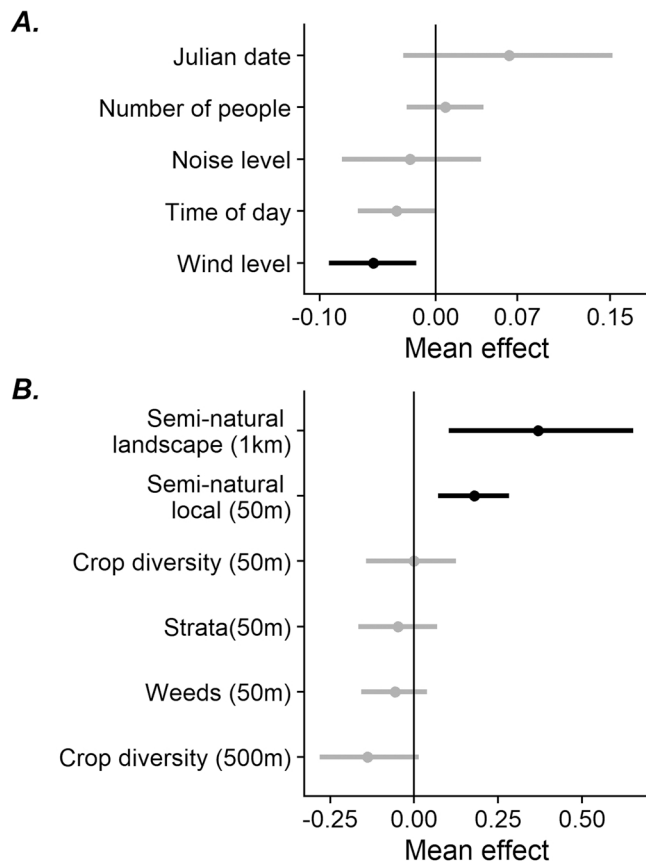 A.
Julian date
Number of people
Noise level
Time of day
Wind level
-0.10 0.00 0.07 0.15
Mean effect
B.
Semi-natural
landscape (1km)
Semi-natural
local (50m)
Crop diversity (50m)
Strata(50m)
Weeds (50m)
Crop diversity (500m)
-0.25 0.00 0.25 0.50
Mean effect